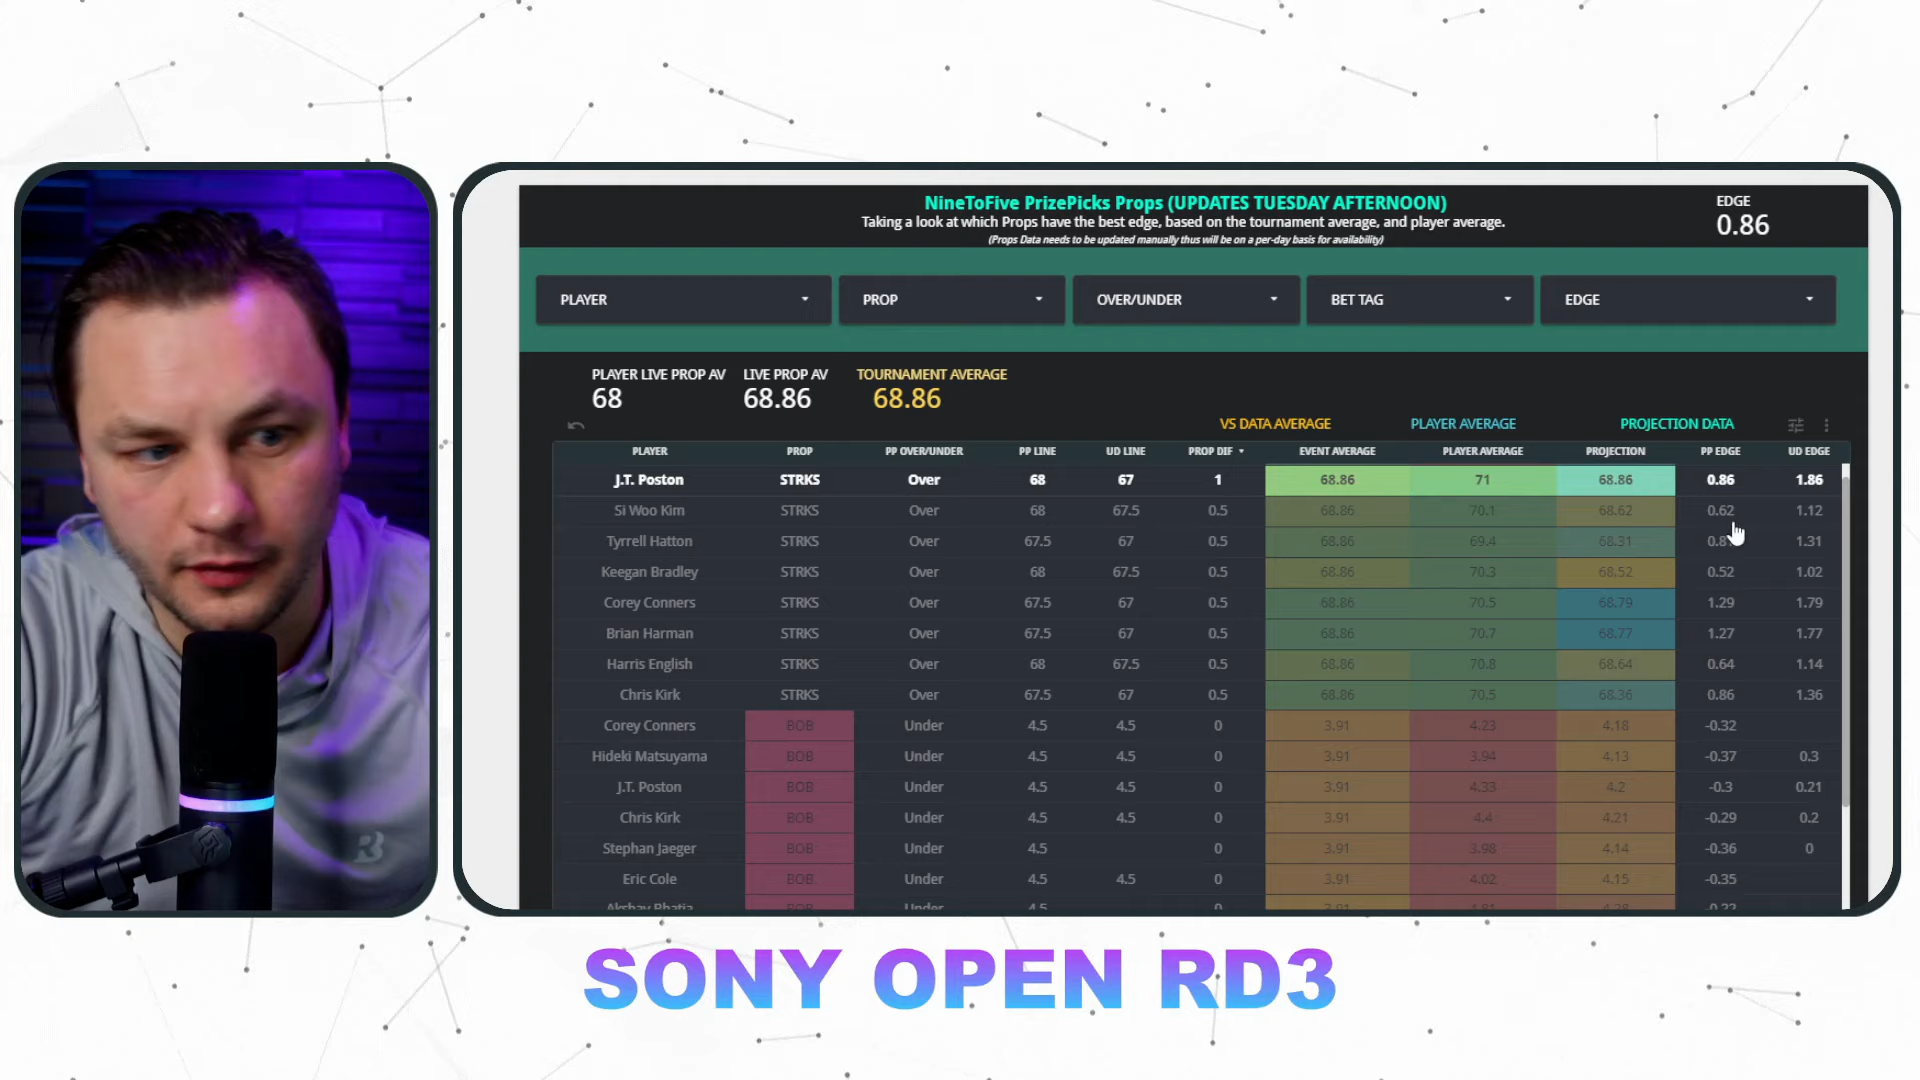 NineToFive PrizePicks Props (UPDATES TUESDAY AFTERNOON)
Taking a look at which Props have the best edge, based on the tournament average, and player average.
(Props Data needs to be updated manually thus will be on a per-day basis for availability)
EDGE
0.86
PLAYER PROP OVER/UNDER BET TAG EDGE
PLAYER LIVE PROP AV LIVE PROP AV TOURNAMENT AVERAGE
68 68.86 68.86
VS DATA AVERAGE PLAYER AVERAGE PROJECTION DATA
PLAYER PROP PP OVER/UNDER PP LINE UD LINE PROP DIF EVENT AVERAGE PLAYER AVERAGE PROJECTION PP EDGE UD EDGE
J.T. Poston STRKS Over 68 67 1 68.86 71 68.86 0.86 1.86
Si Woo Kim STRKS Over 68 67.5 0.5 68.86 70.1 68.62 0.62 1.12
Tyrrell Hatton STRKS Over 67.5 67 0.5 68.86 69.4 68.31 1.31
Keegan Bradley STRKS Over 68 67.5 0.5 68.86 70.3 68.52 0.52 1.02
Corey Conners STRKS Over 67.5 67 0.5 68.86 70.5 68.79 1.29 1.79
Brian Harman STRKS Over 67.5 67 0.5 68.86 70.7 68.77 1.27 1.77
Harris English STRKS Over 68 67.5 0.5 68.86 70.8 68.64 0.64 1.14
Chris Kirk STRKS Over 67.5 67 0.5 68.86 70.5 68.36 0.86 1.36
Corey Conners BOB Under 4.5 4.5 0 3.91 4.23 4.18 -0.32
Hideki Matsuyama BOB Under 4.5 4.5 0 3.91 3.94 4.13 -0.37 0.3
J.T. Poston BOB Under 4.5 4.5 0 3.91 4.33 4.2 -0.3 0.21
Chris Kirk BOB Under 4.5 4.5 0 3.91 4.4 4.21 -0.29 0.2
Stephan Jaeger BOB Under 4.5 0 3.91 3.98 4.14 -0.36 0
Eric Cole BOB Under 4.5 4.5 0 3.91 4.02 4.15 -0.35
Akshay Bhatia BOB Under 4.5 0 3.91
SONY OPEN RD3